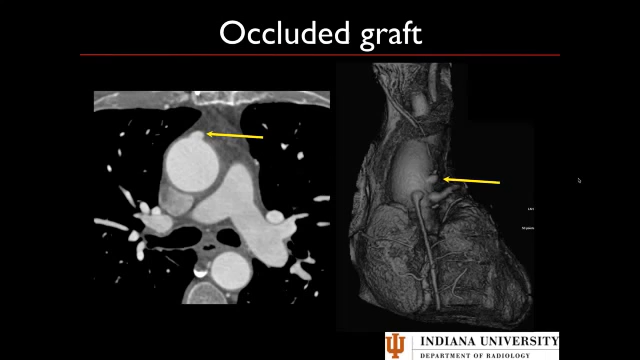 Occluded graft
INDIANA UNIVERSITY
DEPARTMENT OF RADIOLOGY